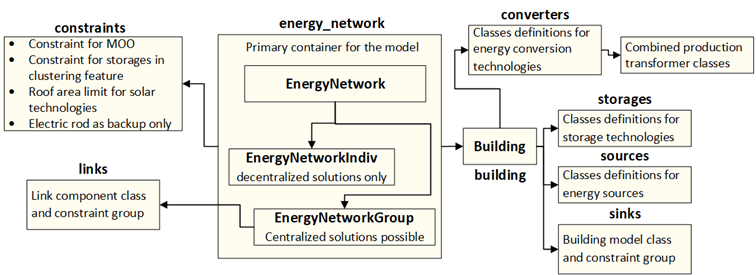 constraints
• Constraint for MOO
• Constraint for storages in
clustering feature
• Roof area limit for solar
technologies
• Electric rod as backup only
links
Link component class
and constraint group
energy_network
Primary container for the model
EnergyNetwork
EnergyNetworkIndiv
decentralized solutions only
EnergyNetworkGroup
Centralized solutions possible
Building
building
converters
Classes definitions for
energy conversion
technologies
Combined production
transformer classes
storages
Classes definitions for
storage technologies
sources
Classes definitions for
energy sources
sinks
Building model class
and constraint group